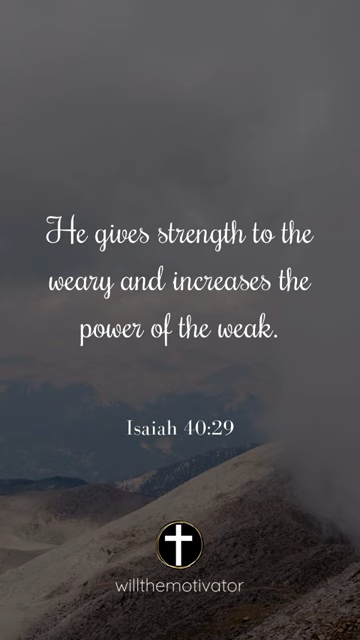 He gives strength to the
weary and increases the
power of the weak.
Isaiah 40:29
willthemotivator